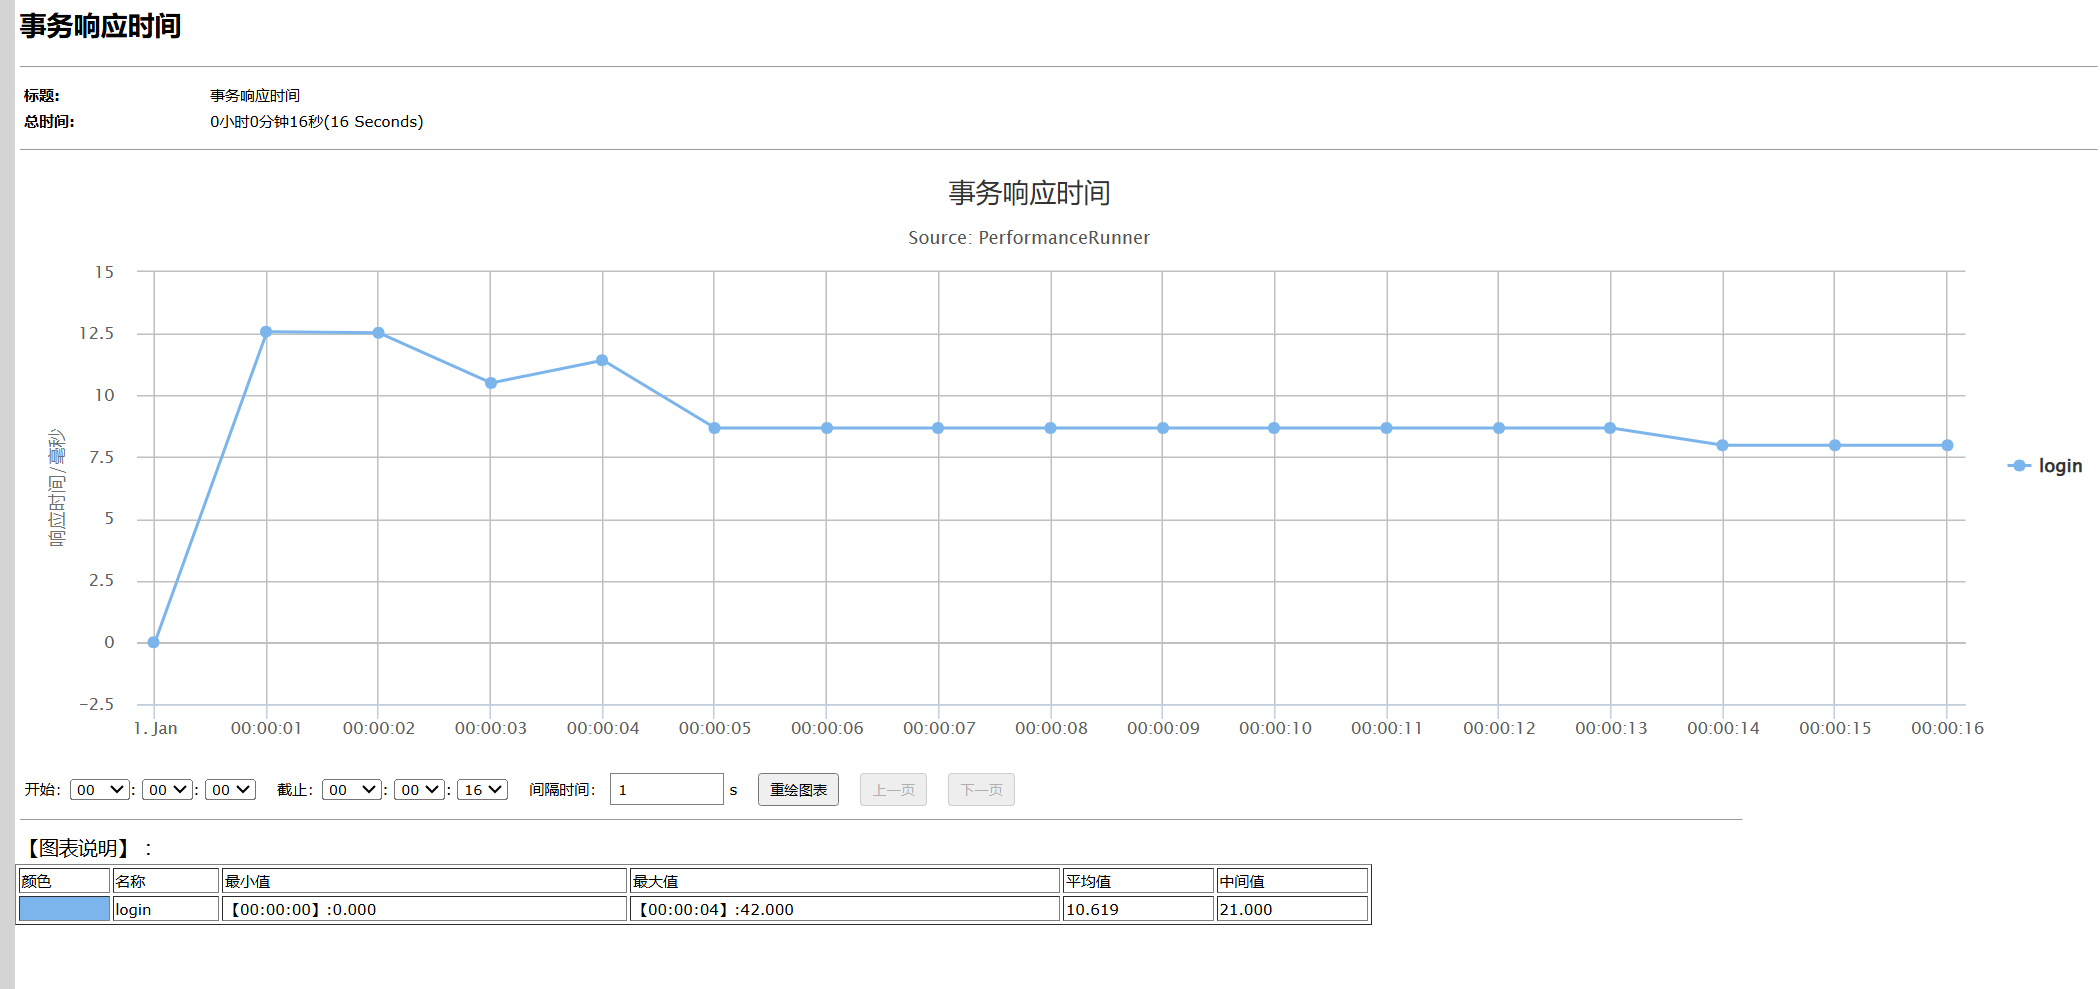 事务响应时间
标题: 事务响应时间
总时间: 0小时0分钟16秒(16 Seconds)
事务响应时间
Source: PerformanceRunner
响应时间/毫秒
15
12.5
10
7.5
5
2.5
0
−2.5
1. Jan 00:00:01 00:00:02 00:00:03 00:00:04 00:00:05 00:00:06 00:00:07 00:00:08 00:00:09 00:00:10 00:00:11 00:00:12 00:00:13 00:00:14 00:00:15 00:00:16
login
开始: 00 : 00 : 00 截止: 00 : 00 : 16 间隔时间: 1 s 重绘图表 上一页 下一页
【图表说明】:
颜色 名称 最小值 最大值 平均值 中间值
login 【00:00:00】:0.000 【00:00:04】:42.000 10.619 21.000